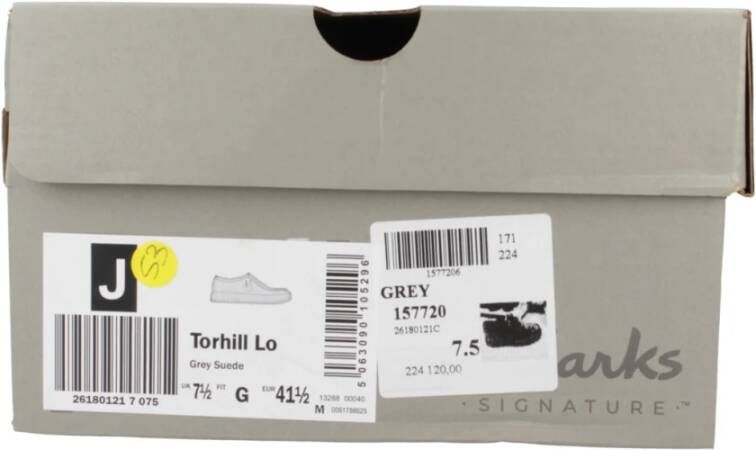 J
53
Torhill Lo
Grey Suede
UK 7½ FIT G EUR 41½
26180121 7 075
13268 00040
M
5 063090 105296
171
224
1577206
GREY
157720
26180121C
7.5
224 120,00
arks
SIGNATURE